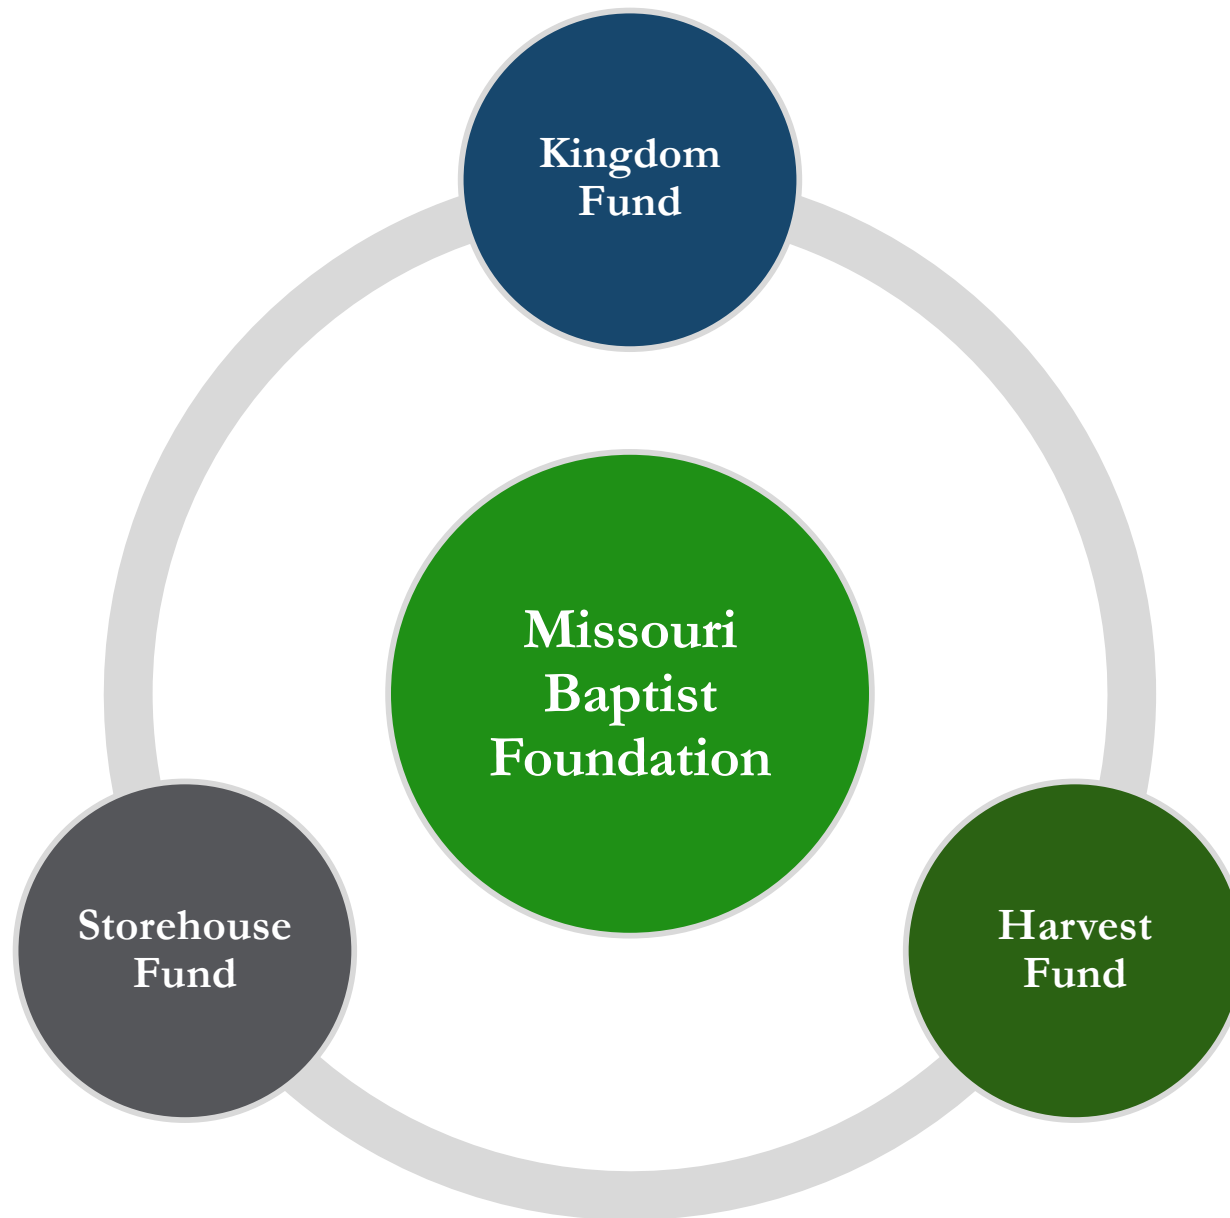 Kingdom
Fund
Missouri
Baptist
Foundation
Storehouse
Fund
Harvest
Fund